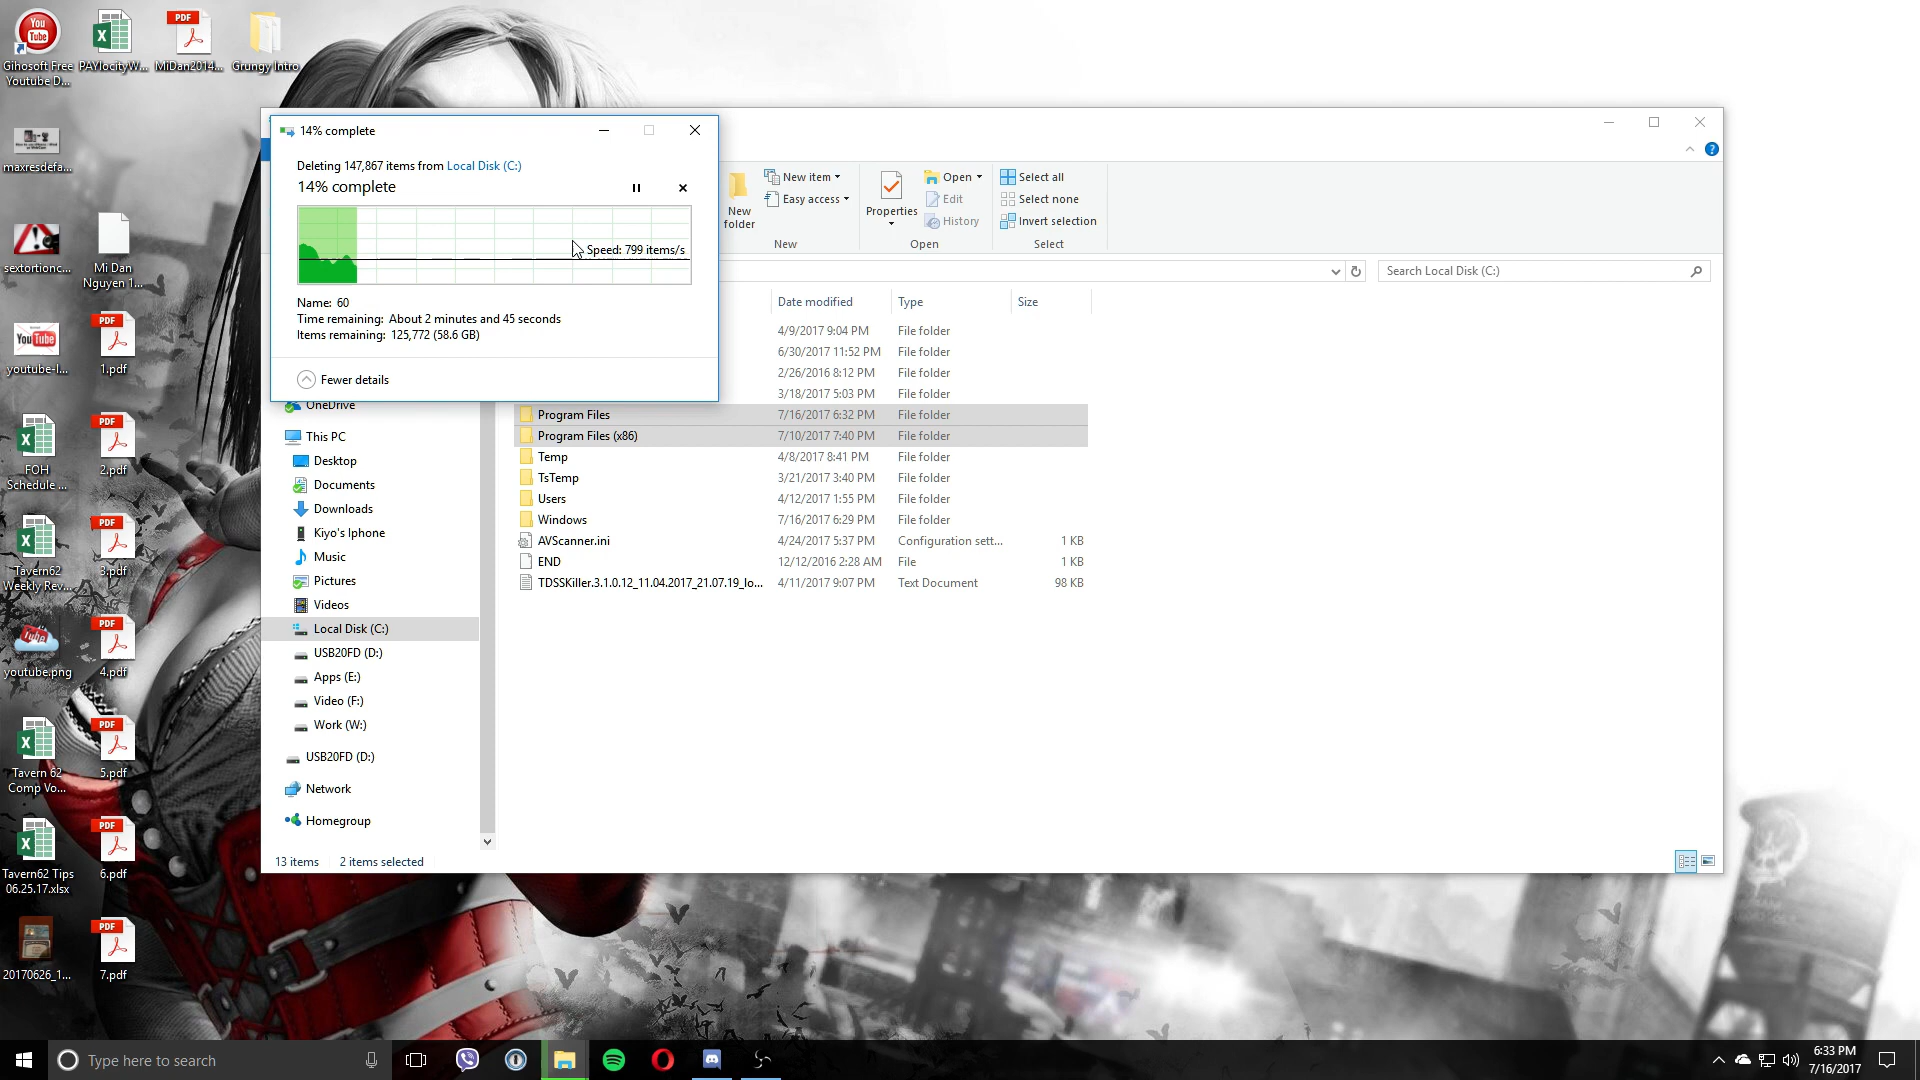 Gihosoft Free
Youtube D...
PAYlocityW...
MiDan2014...
Grungy Intro
maxresdefa...
sextortionc...
Mi Dan
Nguyen 1...
youtube-l...
1.pdf
FOH
Schedule ...
2.pdf
Tavern62
Weekly Rev...
3.pdf
youtube.png
4.pdf
Tavern 62
Comp Vo...
5.pdf
Tavern62 Tips
06.25.17.xlsx
6.pdf
20170626_1...
7.pdf
14% complete
Deleting 147,867 items from Local Disk (C:)
14% complete
Speed: 799 items/s
Name: 60
Time remaining: About 2 minutes and 45 seconds
Items remaining: 125,772 (58.6 GB)
Fewer details
New
folder
New item
Easy access
New
Properties
Open
Edit
History
Open
Select all
Select none
Invert selection
Select
Search Local Disk (C:)
Date modified Type Size
4/9/2017 9:04 PM File folder
6/30/2017 11:52 PM File folder
2/26/2016 8:12 PM File folder
3/18/2017 5:03 PM File folder
Program Files 7/16/2017 6:32 PM File folder
Program Files (x86) 7/10/2017 7:40 PM File folder
Temp 4/8/2017 8:41 PM File folder
TsTemp 3/21/2017 3:40 PM File folder
Users 4/12/2017 1:55 PM File folder
Windows 7/16/2017 6:29 PM File folder
AVScanner.ini 4/24/2017 5:37 PM Configuration sett... 1 KB
END 12/12/2016 2:28 AM File 1 KB
TDSSKiller.3.1.0.12_11.04.2017_21.07.19_lo... 4/11/2017 9:07 PM Text Document 98 KB
OneDrive
This PC
Desktop
Documents
Downloads
Kiyo's Iphone
Music
Pictures
Videos
Local Disk (C:)
USB20FD (D:)
Apps (E:)
Video (F:)
Work (W:)
USB20FD (D:)
Network
Homegroup
13 items 2 items selected
Type here to search
6:33 PM
7/16/2017